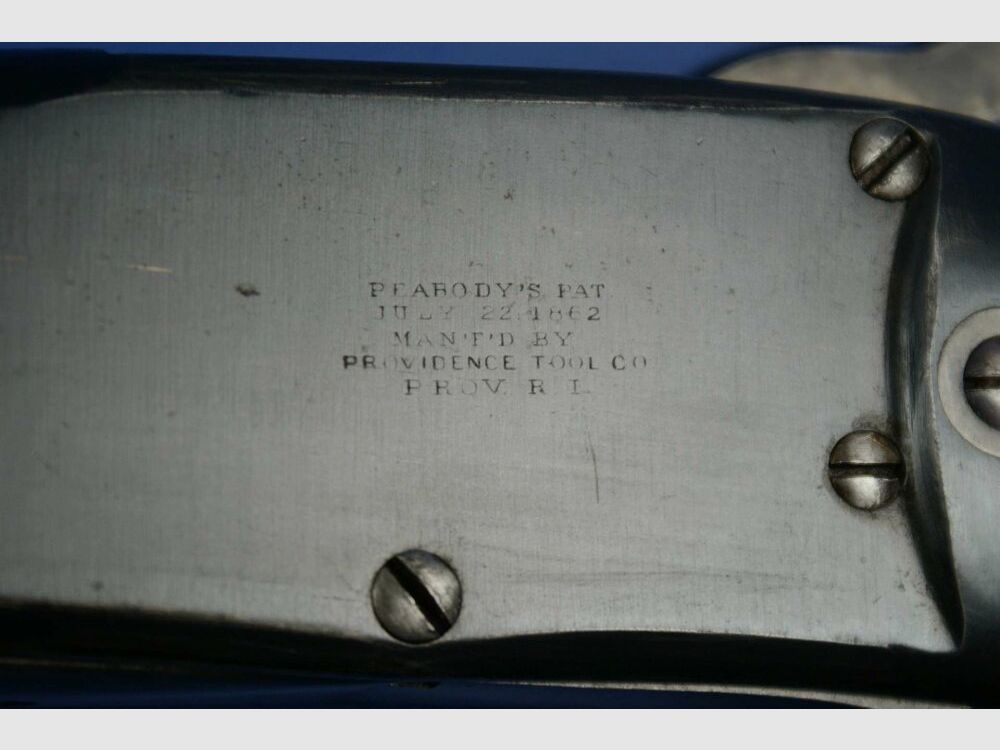 PEABODY'S PAT
JULY 22.1862
MAN'F'D BY
PROVIDENCE TOOL CO
PROV. R I.